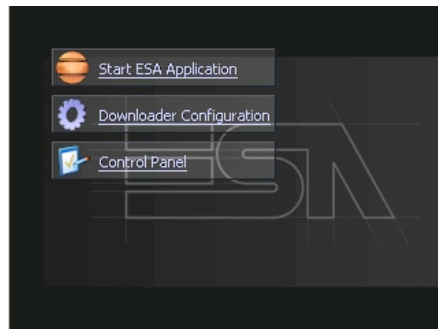 Start ESA Application
Downloader Configuration
Control Panel
ESA